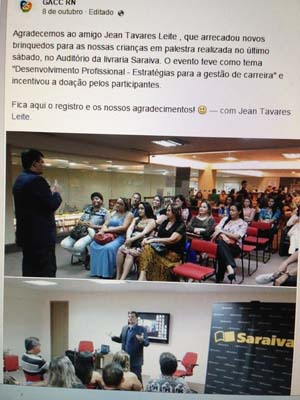 GACC RN
8 de outubro · Editado
Agradecemos ao amigo Jean Tavares Leite , que arrecadou novos
brinquedos para as nossas crianças em palestra realizada no último
sábado, no Auditório da livraria Saraiva. O evento teve como tema
"Desenvolvimento Profissional - Estratégias para a gestão de carreira" e
incentivou a doação pelos participantes.
Fica aqui o registro e os nossos agradecimentos! 🙂 — com Jean Tavares
Leite.
Saraiva